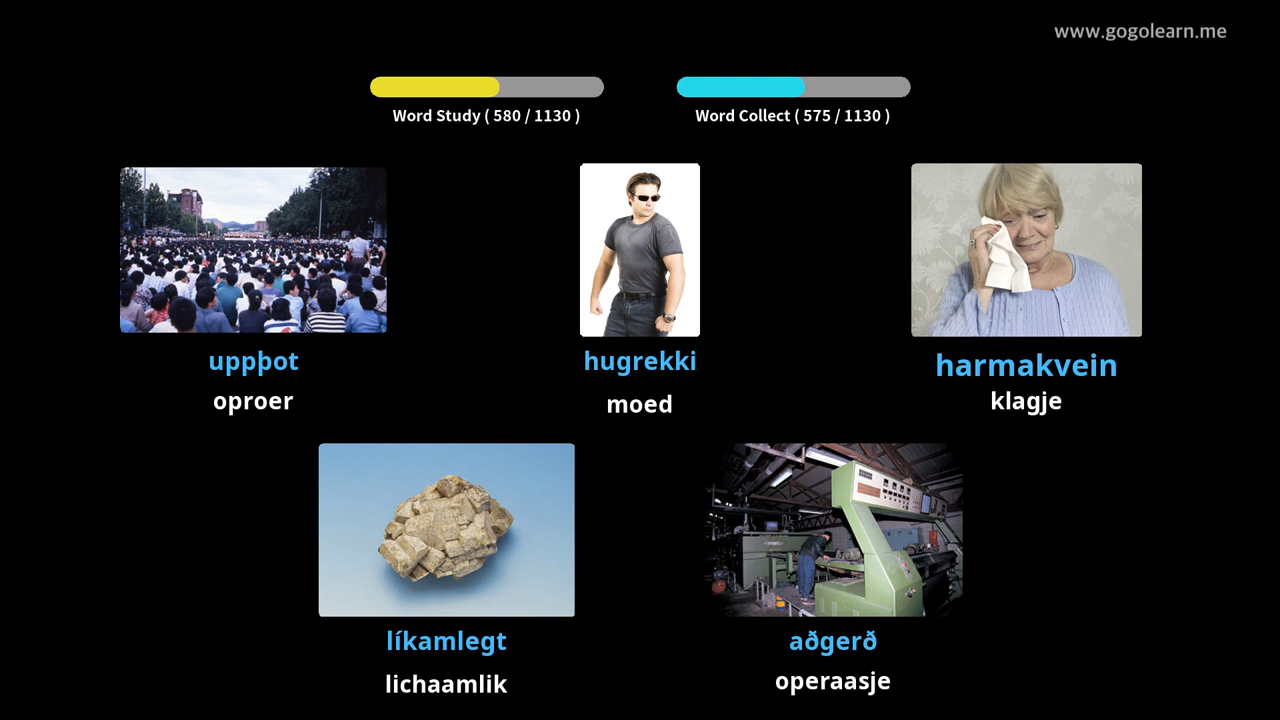 www.gogolearn.me
Word Study ( 580 / 1130 )
Word Collect ( 575 / 1130 )
uppþot
oproer
hugrekki
moed
harmakvein
klagje
líkamlegt
lichaamlik
aðgerð
operaasje